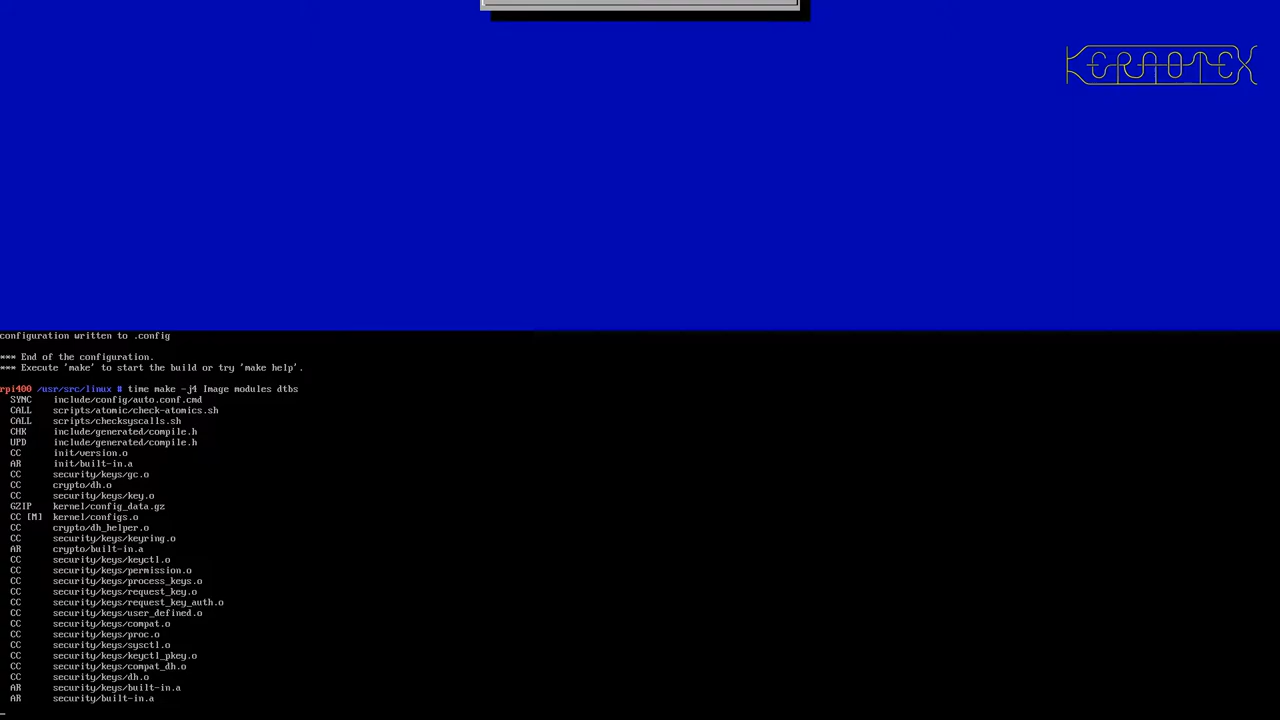 KERNOTEX
configuration written to .config
*** End of the configuration.
*** Execute 'make' to start the build or try 'make help'.
rpi400 /usr/src/linux # time make -j4 Image modules dtbs
SYNC include/config/auto.conf.cmd
CALL scripts/atomic/check-atomics.sh
CALL scripts/checksyscalls.sh
CHK include/generated/compile.h
UPD include/generated/compile.h
CC init/version.o
AR init/built-in.a
CC security/keys/gc.o
CC crypto/dh.o
CC security/keys/key.o
GZIP kernel/config_data.gz
CC [M] kernel/configs.o
CC crypto/dh_helper.o
CC security/keys/keyring.o
AR crypto/built-in.a
CC security/keys/keyctl.o
CC security/keys/permission.o
CC security/keys/process_keys.o
CC security/keys/request_key.o
CC security/keys/request_key_auth.o
CC security/keys/user_defined.o
CC security/keys/compat.o
CC security/keys/proc.o
CC security/keys/sysctl.o
CC security/keys/keyctl_pkey.o
CC security/keys/compat_dh.o
CC security/keys/dh.o
AR security/keys/built-in.a
AR security/built-in.a